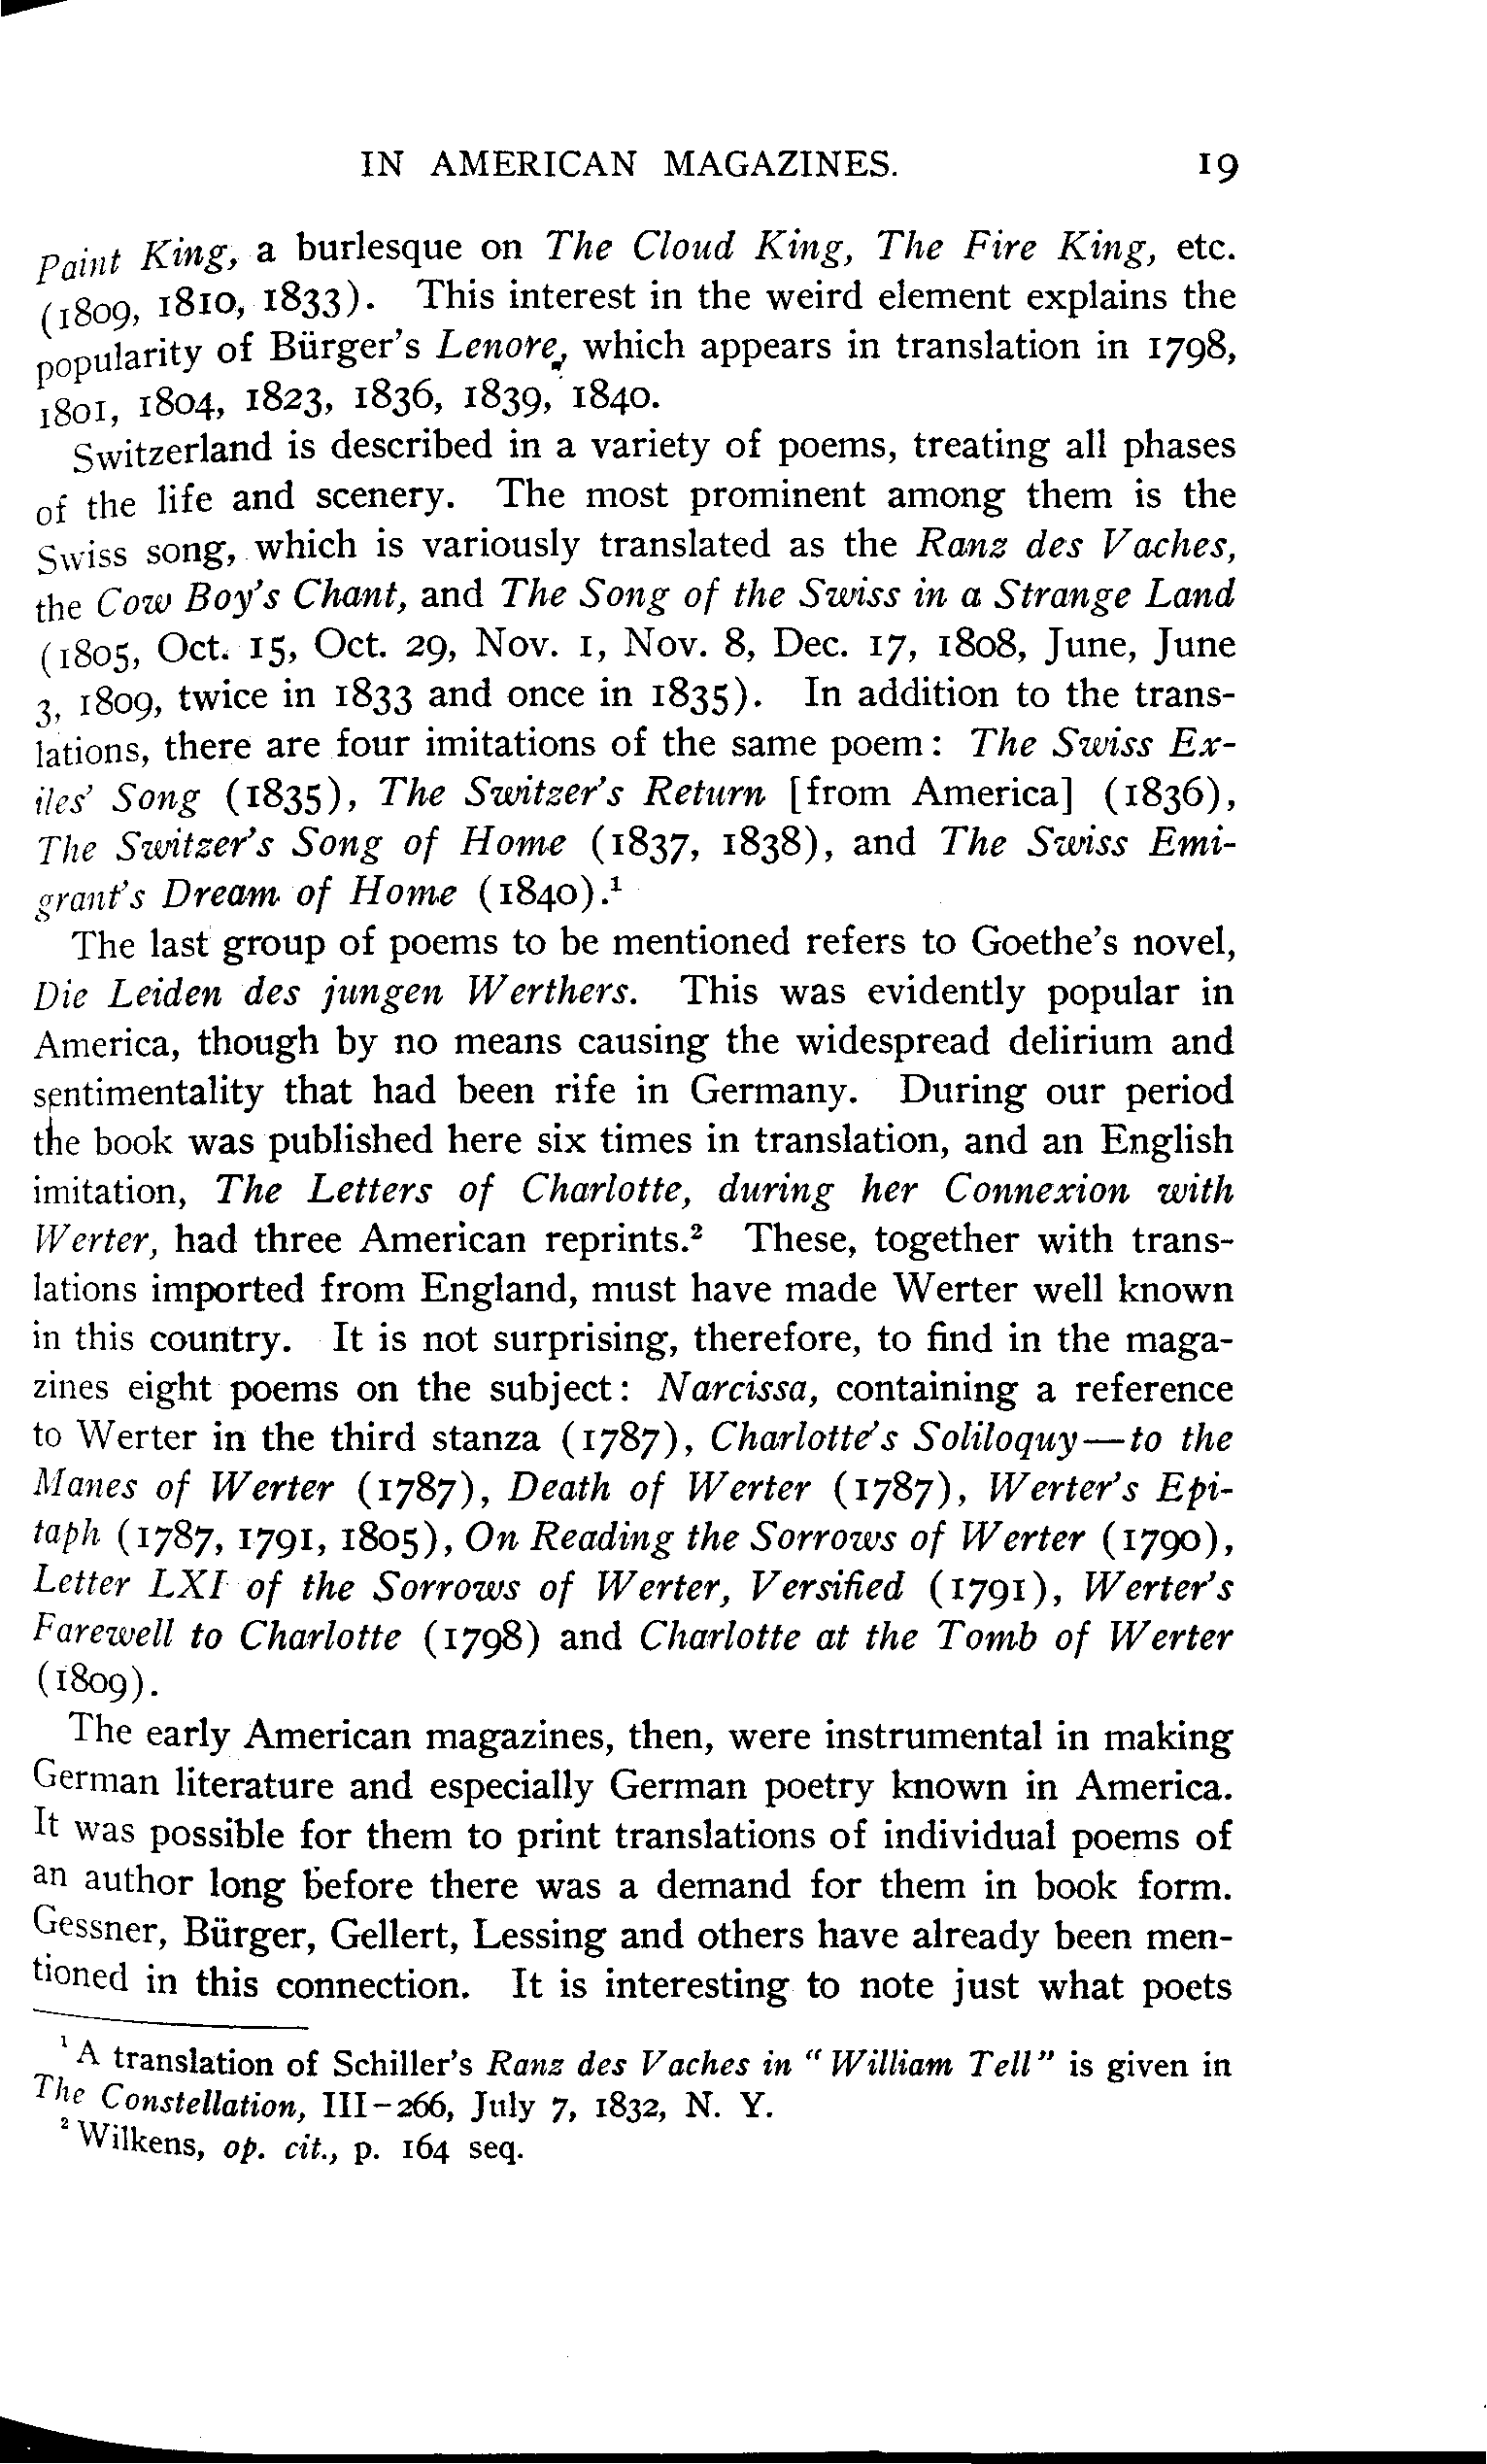 IN AMERICAN MAGAZINES. 19
Paint King, a burlesque on The Cloud King, The Fire King, etc.
(1809, 1810, 1833). This interest in the weird element explains the
popularity of Bürger's Lenore, which appears in translation in 1798,
1801, 1804, 1823, 1836, 1839, 1840.
Switzerland is described in a variety of poems, treating all phases
of the life and scenery. The most prominent among them is the
Swiss song, which is variously translated as the Ranz des Vaches,
the Cow Boy's Chant, and The Song of the Swiss in a Strange Land
(1805, Oct. 15, Oct. 29, Nov. 1, Nov. 8, Dec. 17, 1808, June, June
3, 1809, twice in 1833 and once in 1835). In addition to the trans-
lations, there are four imitations of the same poem: The Swiss Ex-
iles' Song (1835), The Switzer's Return [from America] (1836),
The Switzer's Song of Home (1837, 1838), and The Swiss Emi-
grant's Dream of Home (1840).¹
The last group of poems to be mentioned refers to Goethe's novel,
Die Leiden des jungen Werthers. This was evidently popular in
America, though by no means causing the widespread delirium and
sentimentality that had been rife in Germany. During our period
the book was published here six times in translation, and an English
imitation, The Letters of Charlotte, during her Connexion with
Werter, had three American reprints.² These, together with trans-
lations imported from England, must have made Werter well known
in this country. It is not surprising, therefore, to find in the maga-
zines eight poems on the subject: Narcissa, containing a reference
to Werter in the third stanza (1787), Charlotte's Soliloquy—to the
Manes of Werter (1787), Death of Werter (1787), Werter's Epi-
taph (1787, 1791, 1805), On Reading the Sorrows of Werter (1790),
Letter LXI of the Sorrows of Werter, Versified (1791), Werter's
Farewell to Charlotte (1798) and Charlotte at the Tomb of Werter
(1809).
The early American magazines, then, were instrumental in making
German literature and especially German poetry known in America.
It was possible for them to print translations of individual poems of
an author long before there was a demand for them in book form.
Gessner, Bürger, Gellert, Lessing and others have already been men-
tioned in this connection. It is interesting to note just what poets
¹ A translation of Schiller's Ranz des Vaches in "William Tell" is given in
The Constellation, III-266, July 7, 1832, N. Y.
² Wilkens, op. cit., p. 164 seq.